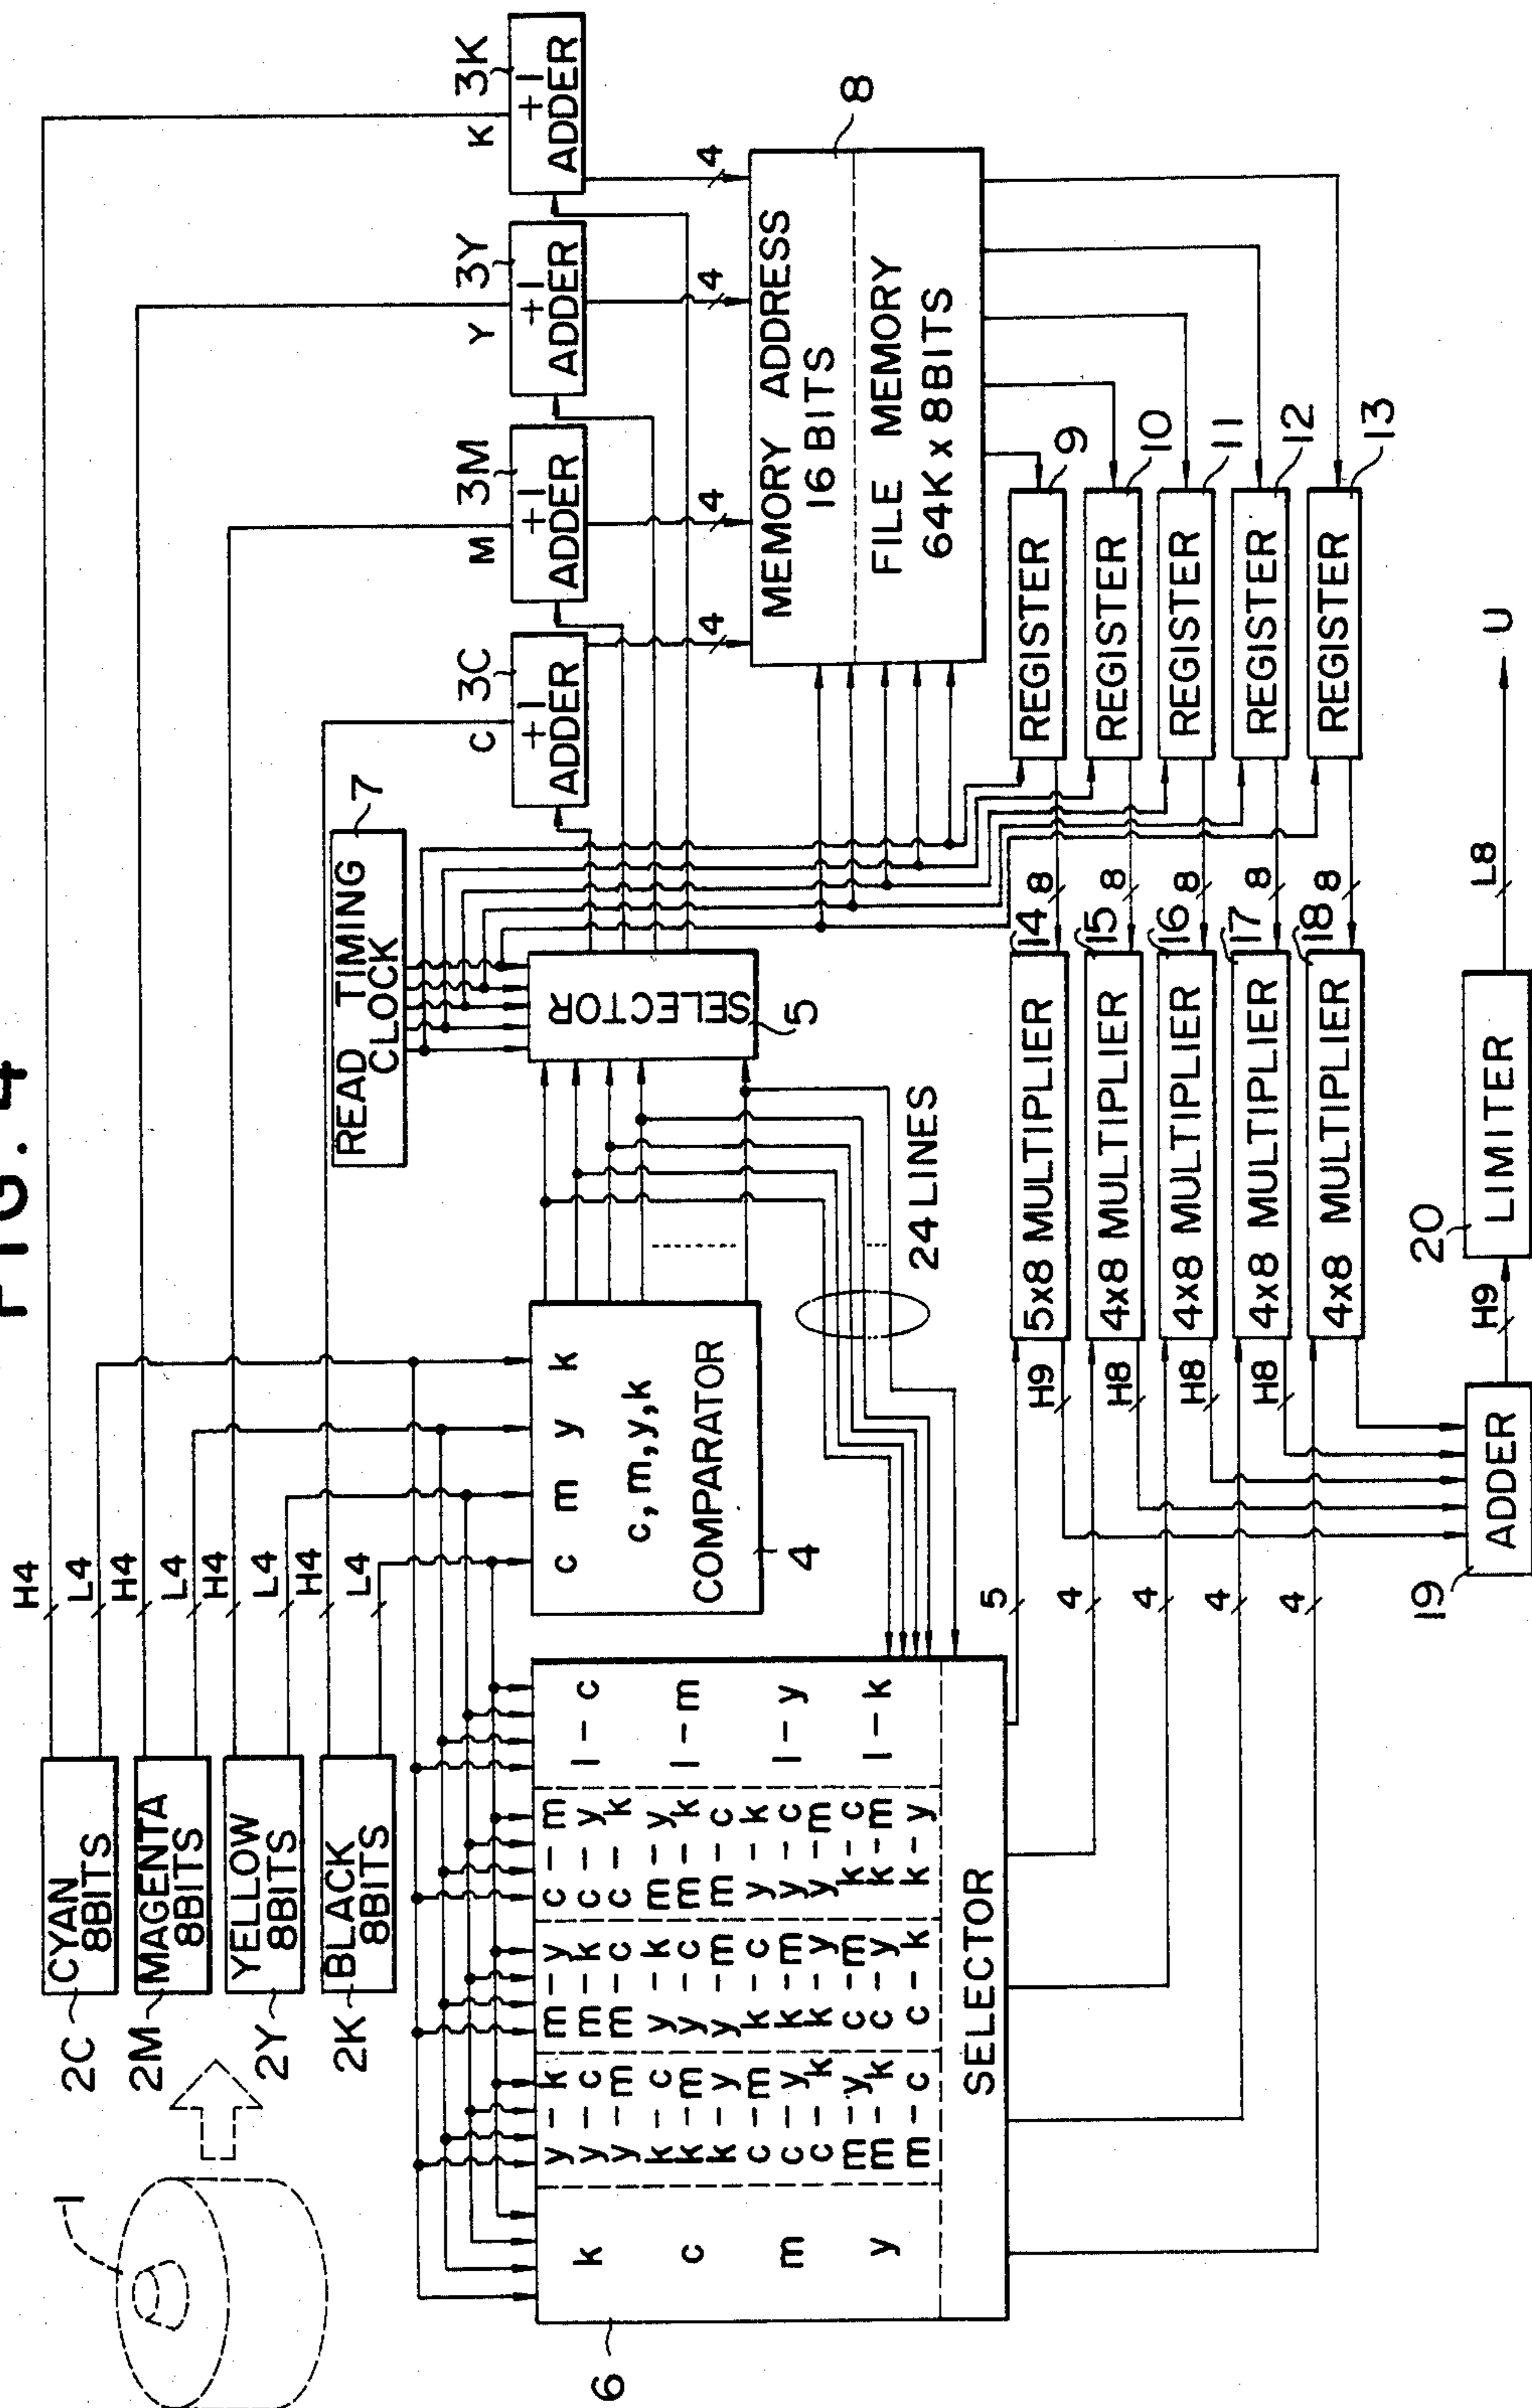 FIG. 4
1
2C
CYAN
8BITS
H4
L4
2M
MAGENTA
8BITS
H4
L4
2Y
YELLOW
8BITS
H4
L4
2K
BLACK
8BITS
H4
L4
READ TIMING
CLOCK
7
C
+1
ADDER
3C
M
+1
ADDER
3M
Y
+1
ADDER
3Y
K
+1
ADDER
3K
c m y k
c,m,y,k
COMPARATOR
4
SELECTOR
5
24 LINES
4
4
4
4
MEMORY ADDRESS
16 BITS
FILE MEMORY
64K x 8BITS
8
6
k
c
m
y
y-k
y-c
y-m
k-c
k-m
k-y
c-m
c-y
c-k
m-y
m-k
m-c
m-y
m-k
m-c
y-k
y-c
y-m
k-c
k-m
k-y
c-m
c-y
c-k
c-m
c-y
c-k
m-y
m-k
m-c
y-k
y-c
y-m
k-c
k-m
k-y
1-c
1-m
1-y
1-k
SELECTOR
5
4
4
4
4
5x8 MULTIPLIER
14
8
REGISTER
9
H9
4x8 MULTIPLIER
15
8
REGISTER
10
H8
4x8 MULTIPLIER
16
8
REGISTER
11
H8
4x8 MULTIPLIER
17
8
REGISTER
12
H8
4x8 MULTIPLIER
18
8
REGISTER
13
19
ADDER
H9
20
LIMITER
L8
U